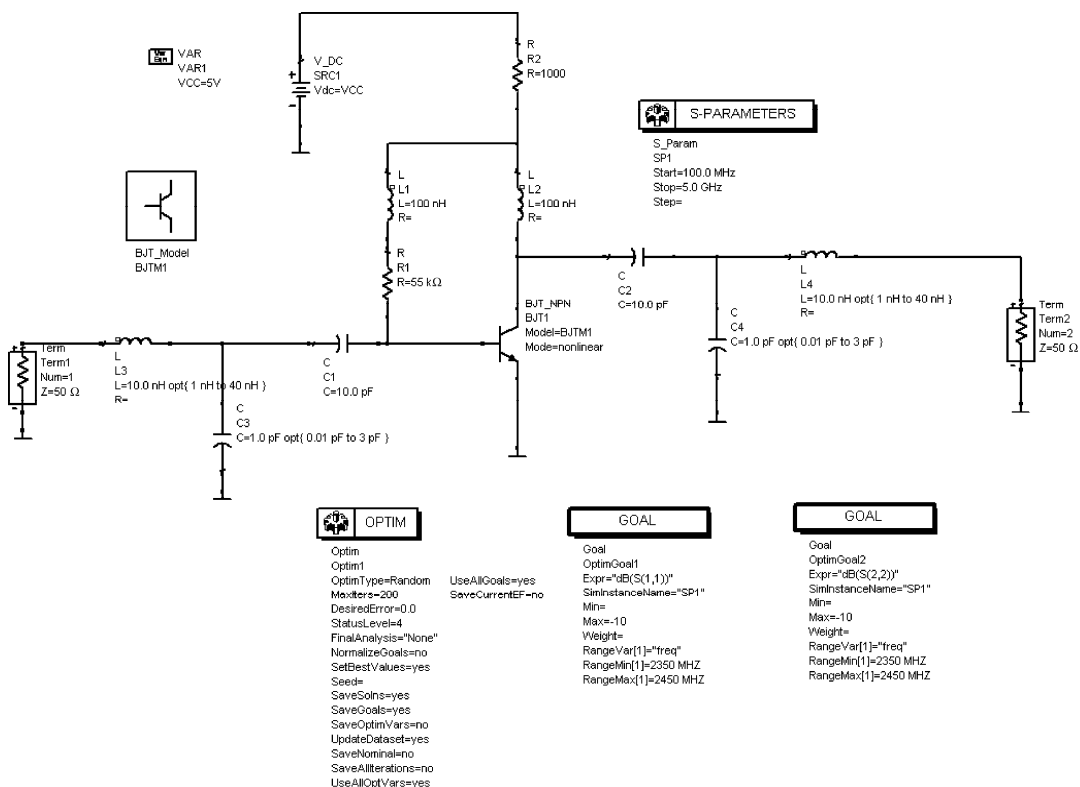 Var
Eqn
VAR
VAR1
VCC=5V
V_DC
SRC1
Vdc=VCC
R
R2
R=1000
S-PARAMETERS
S_Param
SP1
Start=100.0 MHz
Stop=5.0 GHz
Step=
BJT_Model
BJTM1
L
L1
L=100 nH
R=
L
L2
L=100 nH
R=
R
R1
R=55 kΩ
C
C2
C=10.0 pF
L
L4
L=10.0 nH opt{ 1 nH to 40 nH }
R=
BJT_NPN
BJT1
Model=BJTM1
Mode=nonlinear
C
C4
C=1.0 pF opt{ 0.01 pF to 3 pF }
Term
Term2
Num=2
Z=50 Ω
Term
Term1
Num=1
Z=50 Ω
L
L3
L=10.0 nH opt{ 1 nH to 40 nH }
R=
C
C1
C=10.0 pF
C
C3
C=1.0 pF opt{ 0.01 pF to 3 pF }
OPTIM
Optim
Optim1
OptimType=Random UseAllGoals=yes
MaxIters=200 SaveCurrentEF=no
DesiredError=0.0
StatusLevel=4
FinalAnalysis="None"
NormalizeGoals=no
SetBestValues=yes
Seed=
SaveSolns=yes
SaveGoals=yes
SaveOptimVars=no
UpdateDataset=yes
SaveNominal=no
SaveAllIterations=no
UseAllOptVars=yes
GOAL
Goal
OptimGoal1
Expr="dB(S(1,1))"
SimInstanceName="SP1"
Min=
Max=-10
Weight=
RangeVar[1]="freq"
RangeMin[1]=2350 MHZ
RangeMax[1]=2450 MHZ
GOAL
Goal
OptimGoal2
Expr="dB(S(2,2))"
SimInstanceName="SP1"
Min=
Max=-10
Weight=
RangeVar[1]="freq"
RangeMin[1]=2350 MHZ
RangeMax[1]=2450 MHZ